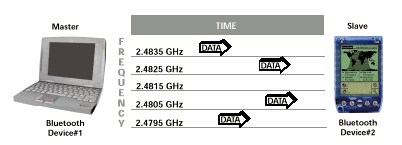 Master
TIME
Slave
FREQUENCY
2.4835 GHz
DATA
2.4825 GHz
DATA
2.4815 GHz
2.4805 GHz
DATA
2.4795 GHz
DATA
Bluetooth
Device#1
Bluetooth
Device#2